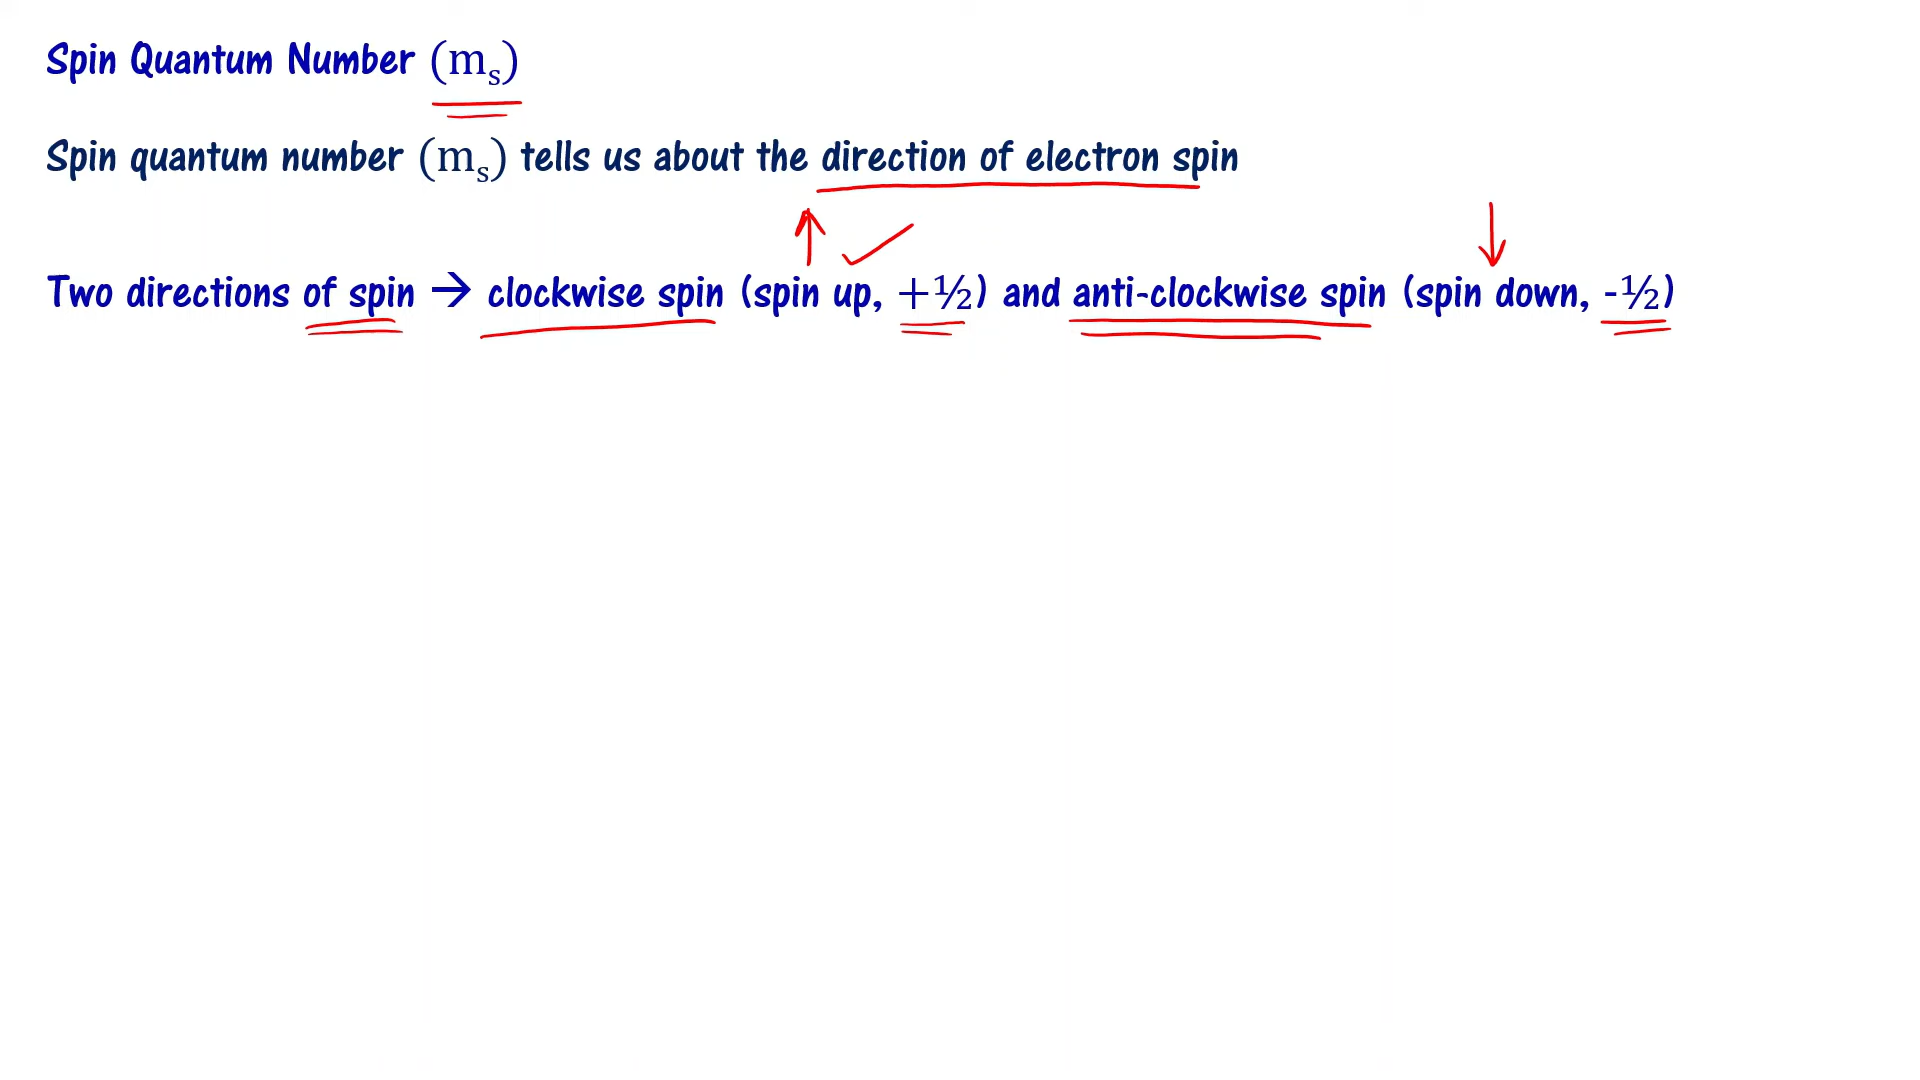 Spin Quantum Number (mₛ)
Spin quantum number (mₛ) tells us about the direction of electron spin
Two directions of spin → clockwise spin (spin up, +½) and anti-clockwise spin (spin down, -½)